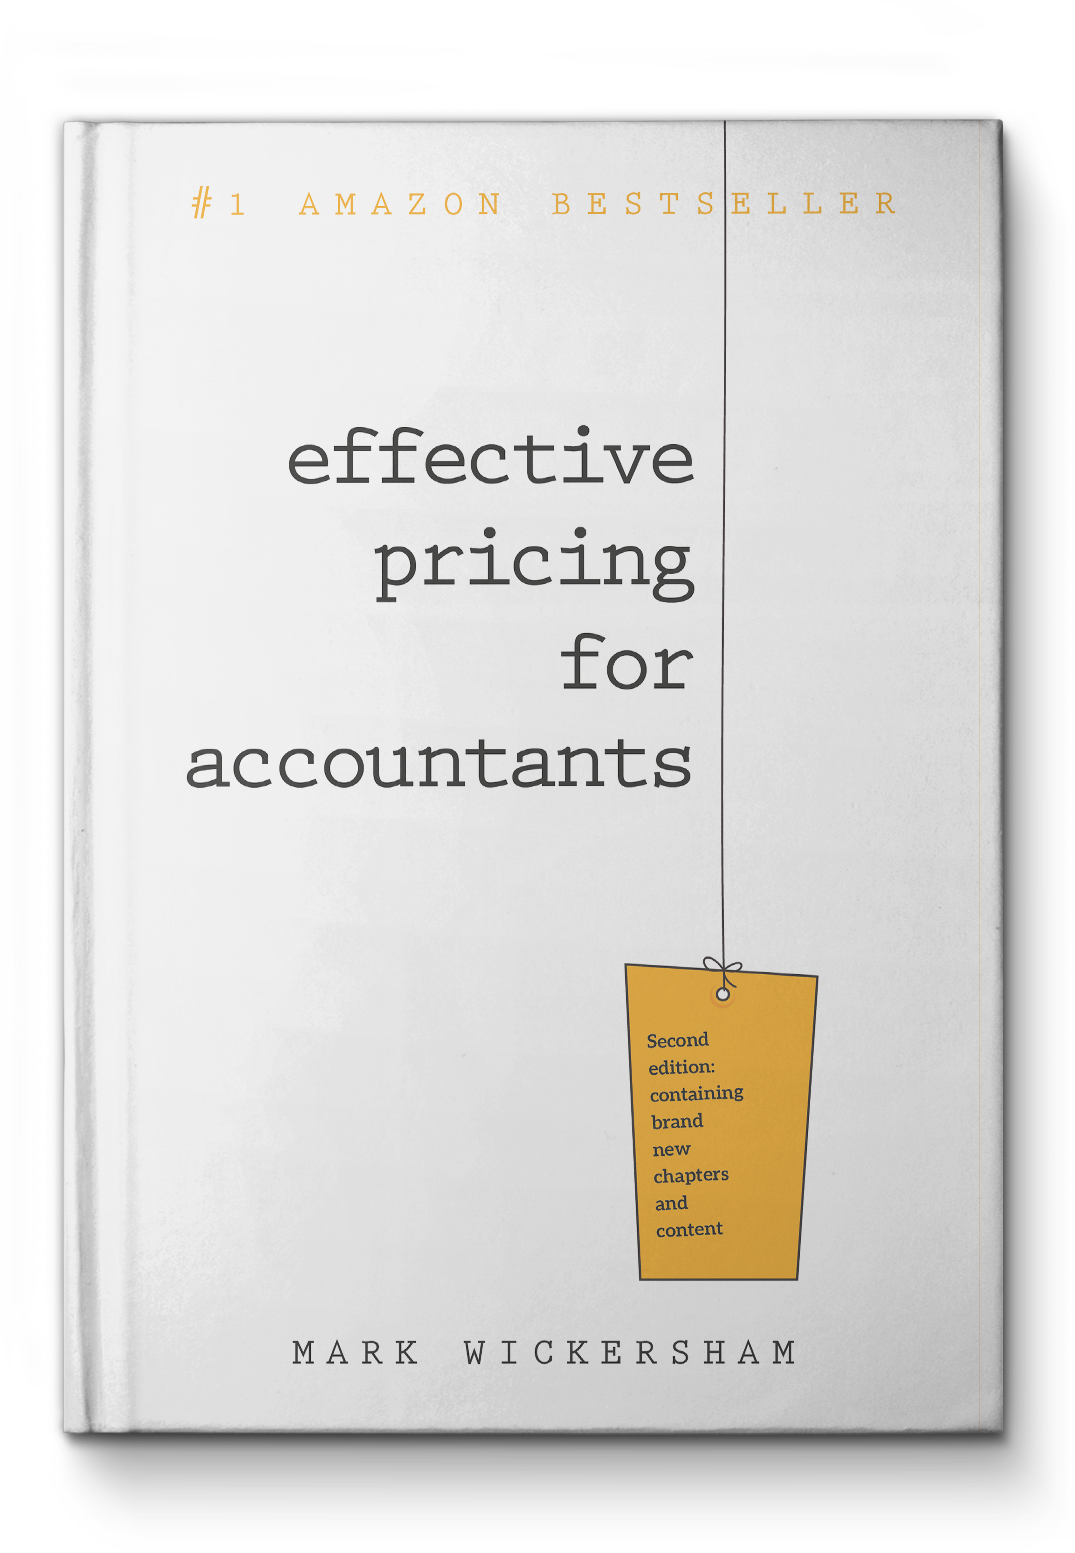 #1 AMAZON BESTSELLER
effective
pricing
for
accountants
Second
edition:
containing
brand
new
chapters
and
content
MARK WICKERSHAM